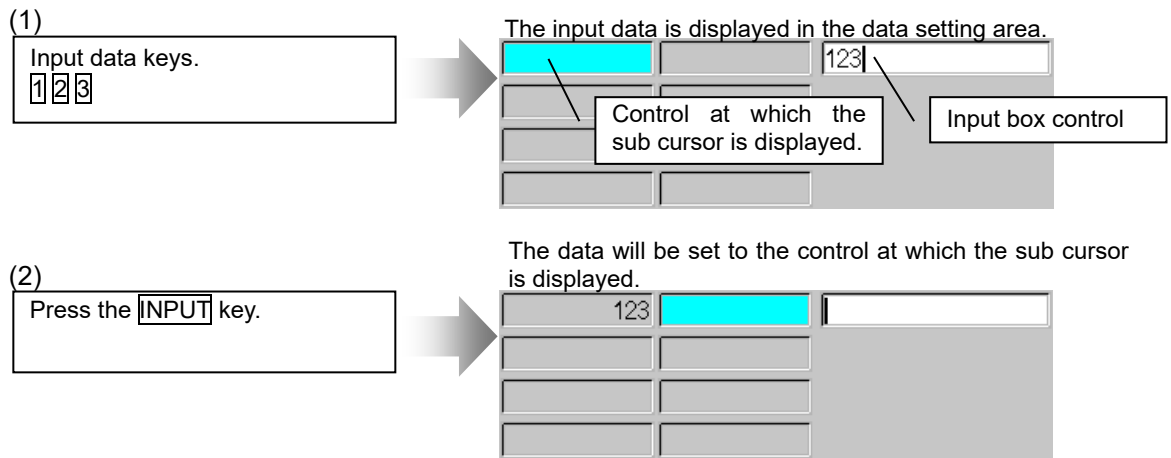 (1)
Input data keys.
1 2 3
The input data is displayed in the data setting area.
123
Control at which the
sub cursor is displayed.
Input box control
(2)
Press the INPUT key.
The data will be set to the control at which the sub cursor
is displayed.
123